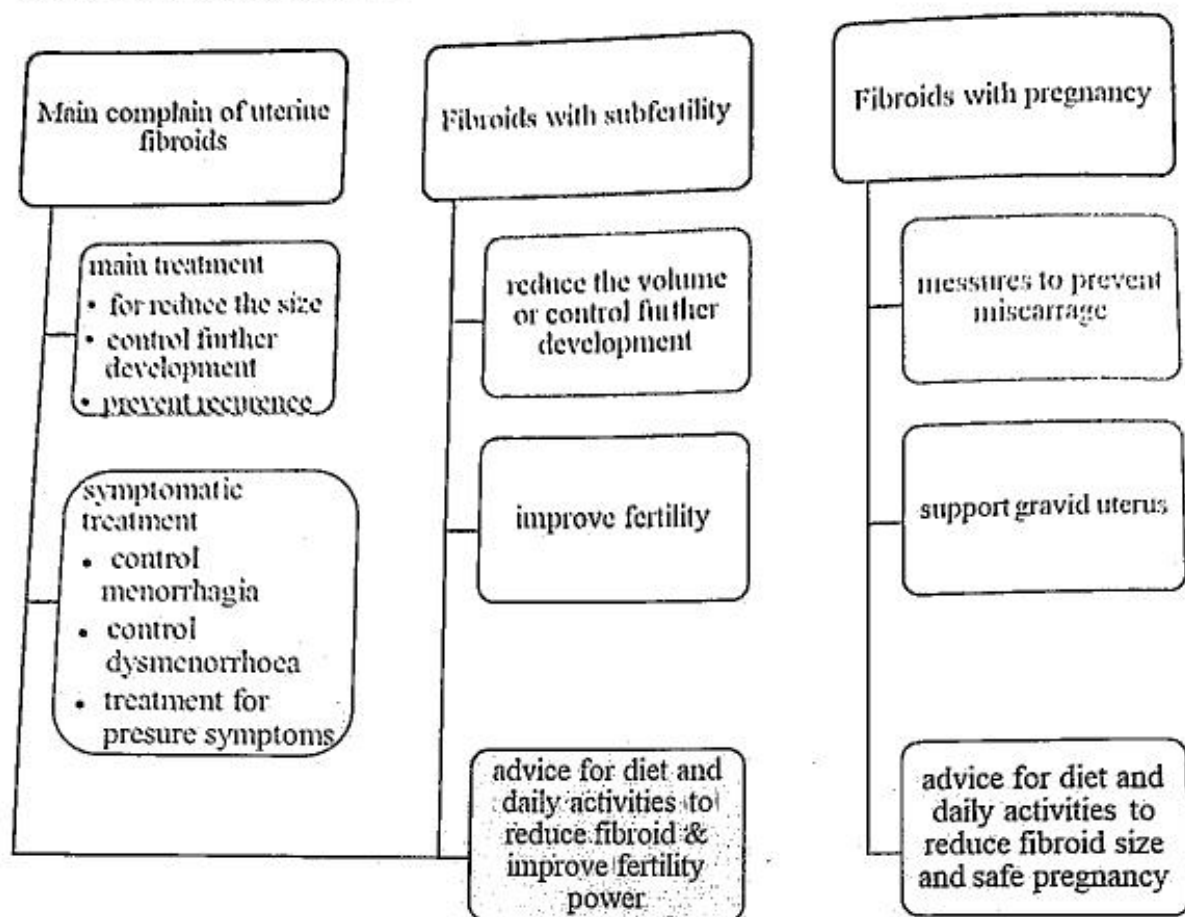 Main complain of uterine
fibroids
main treatment
• for reduce the size
• control further
development
• prevent recurence
symptomatic
treatment
• control
menorrhagia
• control
dysmenorrhoea
• treatment for
presure symptoms
Fibroids with subfertility
reduce the volume
or control further
development
improve fertility
advice for diet and
daily activities to
reduce fibroid &
improve fertility
power
Fibroids with pregnancy
messures to prevent
miscarrage
support gravid uterus
advice for diet and
daily activities to
reduce fibroid size
and safe pregnancy